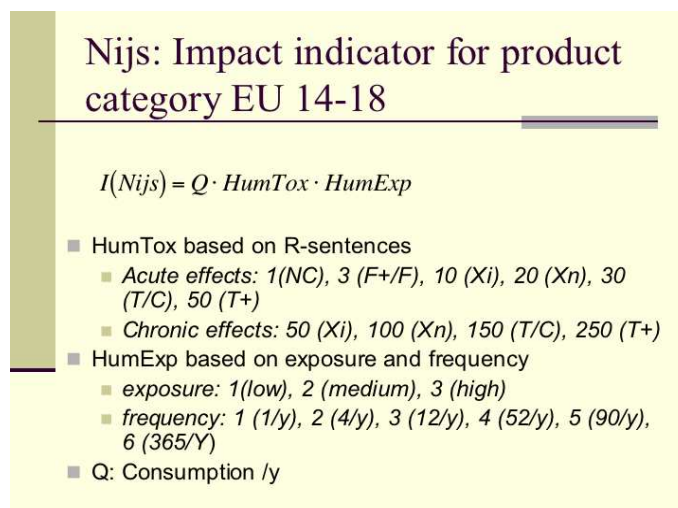 Nijs: Impact indicator for product
category EU 14-18
I(Nijs) = Q · HumTox · HumExp
HumTox based on R-sentences
Acute effects: 1(NC), 3 (F+/F), 10 (Xi), 20 (Xn), 30
(T/C), 50 (T+)
Chronic effects: 50 (Xi), 100 (Xn), 150 (T/C), 250 (T+)
HumExp based on exposure and frequency
exposure: 1(low), 2 (medium), 3 (high)
frequency: 1 (1/y), 2 (4/y), 3 (12/y), 4 (52/y), 5 (90/y),
6 (365/Y)
Q: Consumption /y